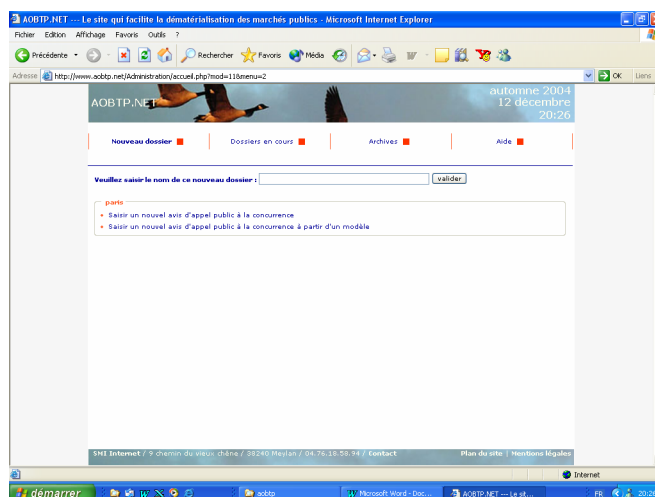 AOBTP.NET --- Le site qui facilite la dématérialisation des marchés publics - Microsoft Internet Explorer
Fichier Edition Affichage Favoris Outils ?
Précédente Rechercher Favoris Média
Adresse http://www.aobtp.net/Administration/accueil.php?mod=11&menu=2 OK Liens
automne 2004
AOBTP.NET 12 décembre
20:26
Nouveau dossier Dossiers en cours Archives Aide
Veuillez saisir le nom de ce nouveau dossier : valider
paris
Saisir un nouvel avis d'appel public à la concurrence
Saisir un nouvel avis d'appel public à la concurrence à partir d'un modèle
SMI Internet / 9 chemin du vieux chêne / 38240 Meylan / 04.76.18.58.94 / Contact Plan du site | Mentions légales
Internet
démarrer aobtp Microsoft Word - Doc... AOBTP.NET --- Le sit... FR 20:26